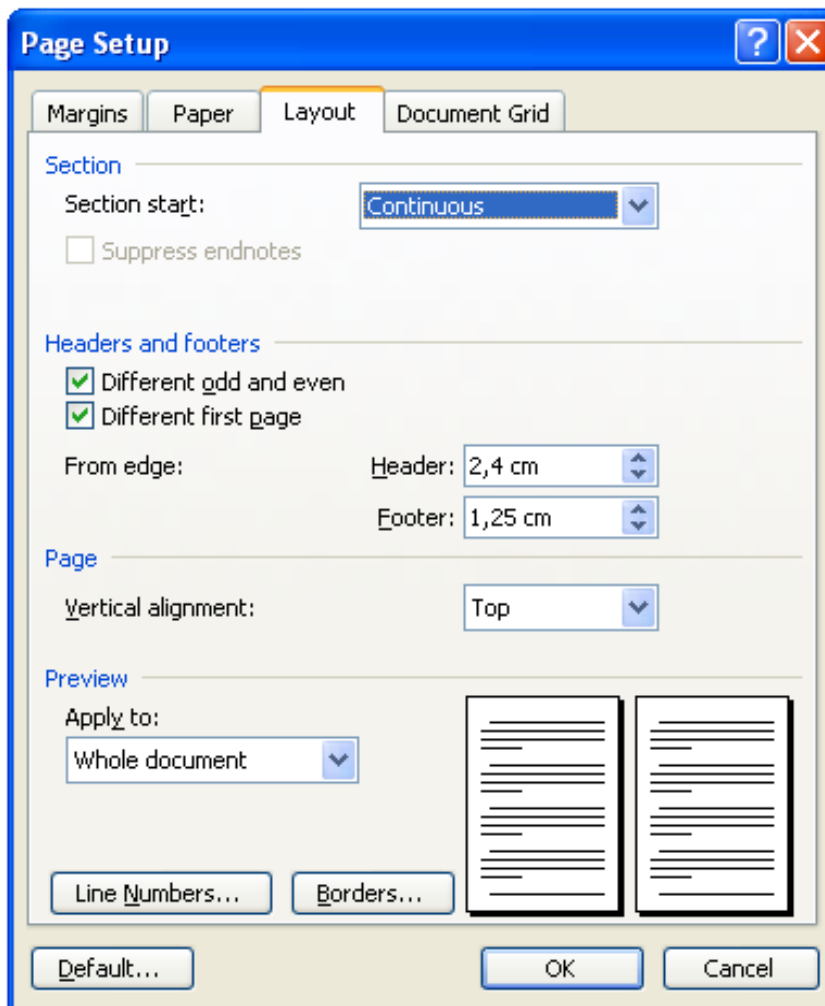 Page Setup
Margins Paper Layout Document Grid
Section
Section start: Continuous
Suppress endnotes
Headers and footers
Different odd and even
Different first page
From edge: Header: 2,4 cm
Footer: 1,25 cm
Page
Vertical alignment: Top
Preview
Apply to:
Whole document
Line Numbers... Borders...
Default... OK Cancel